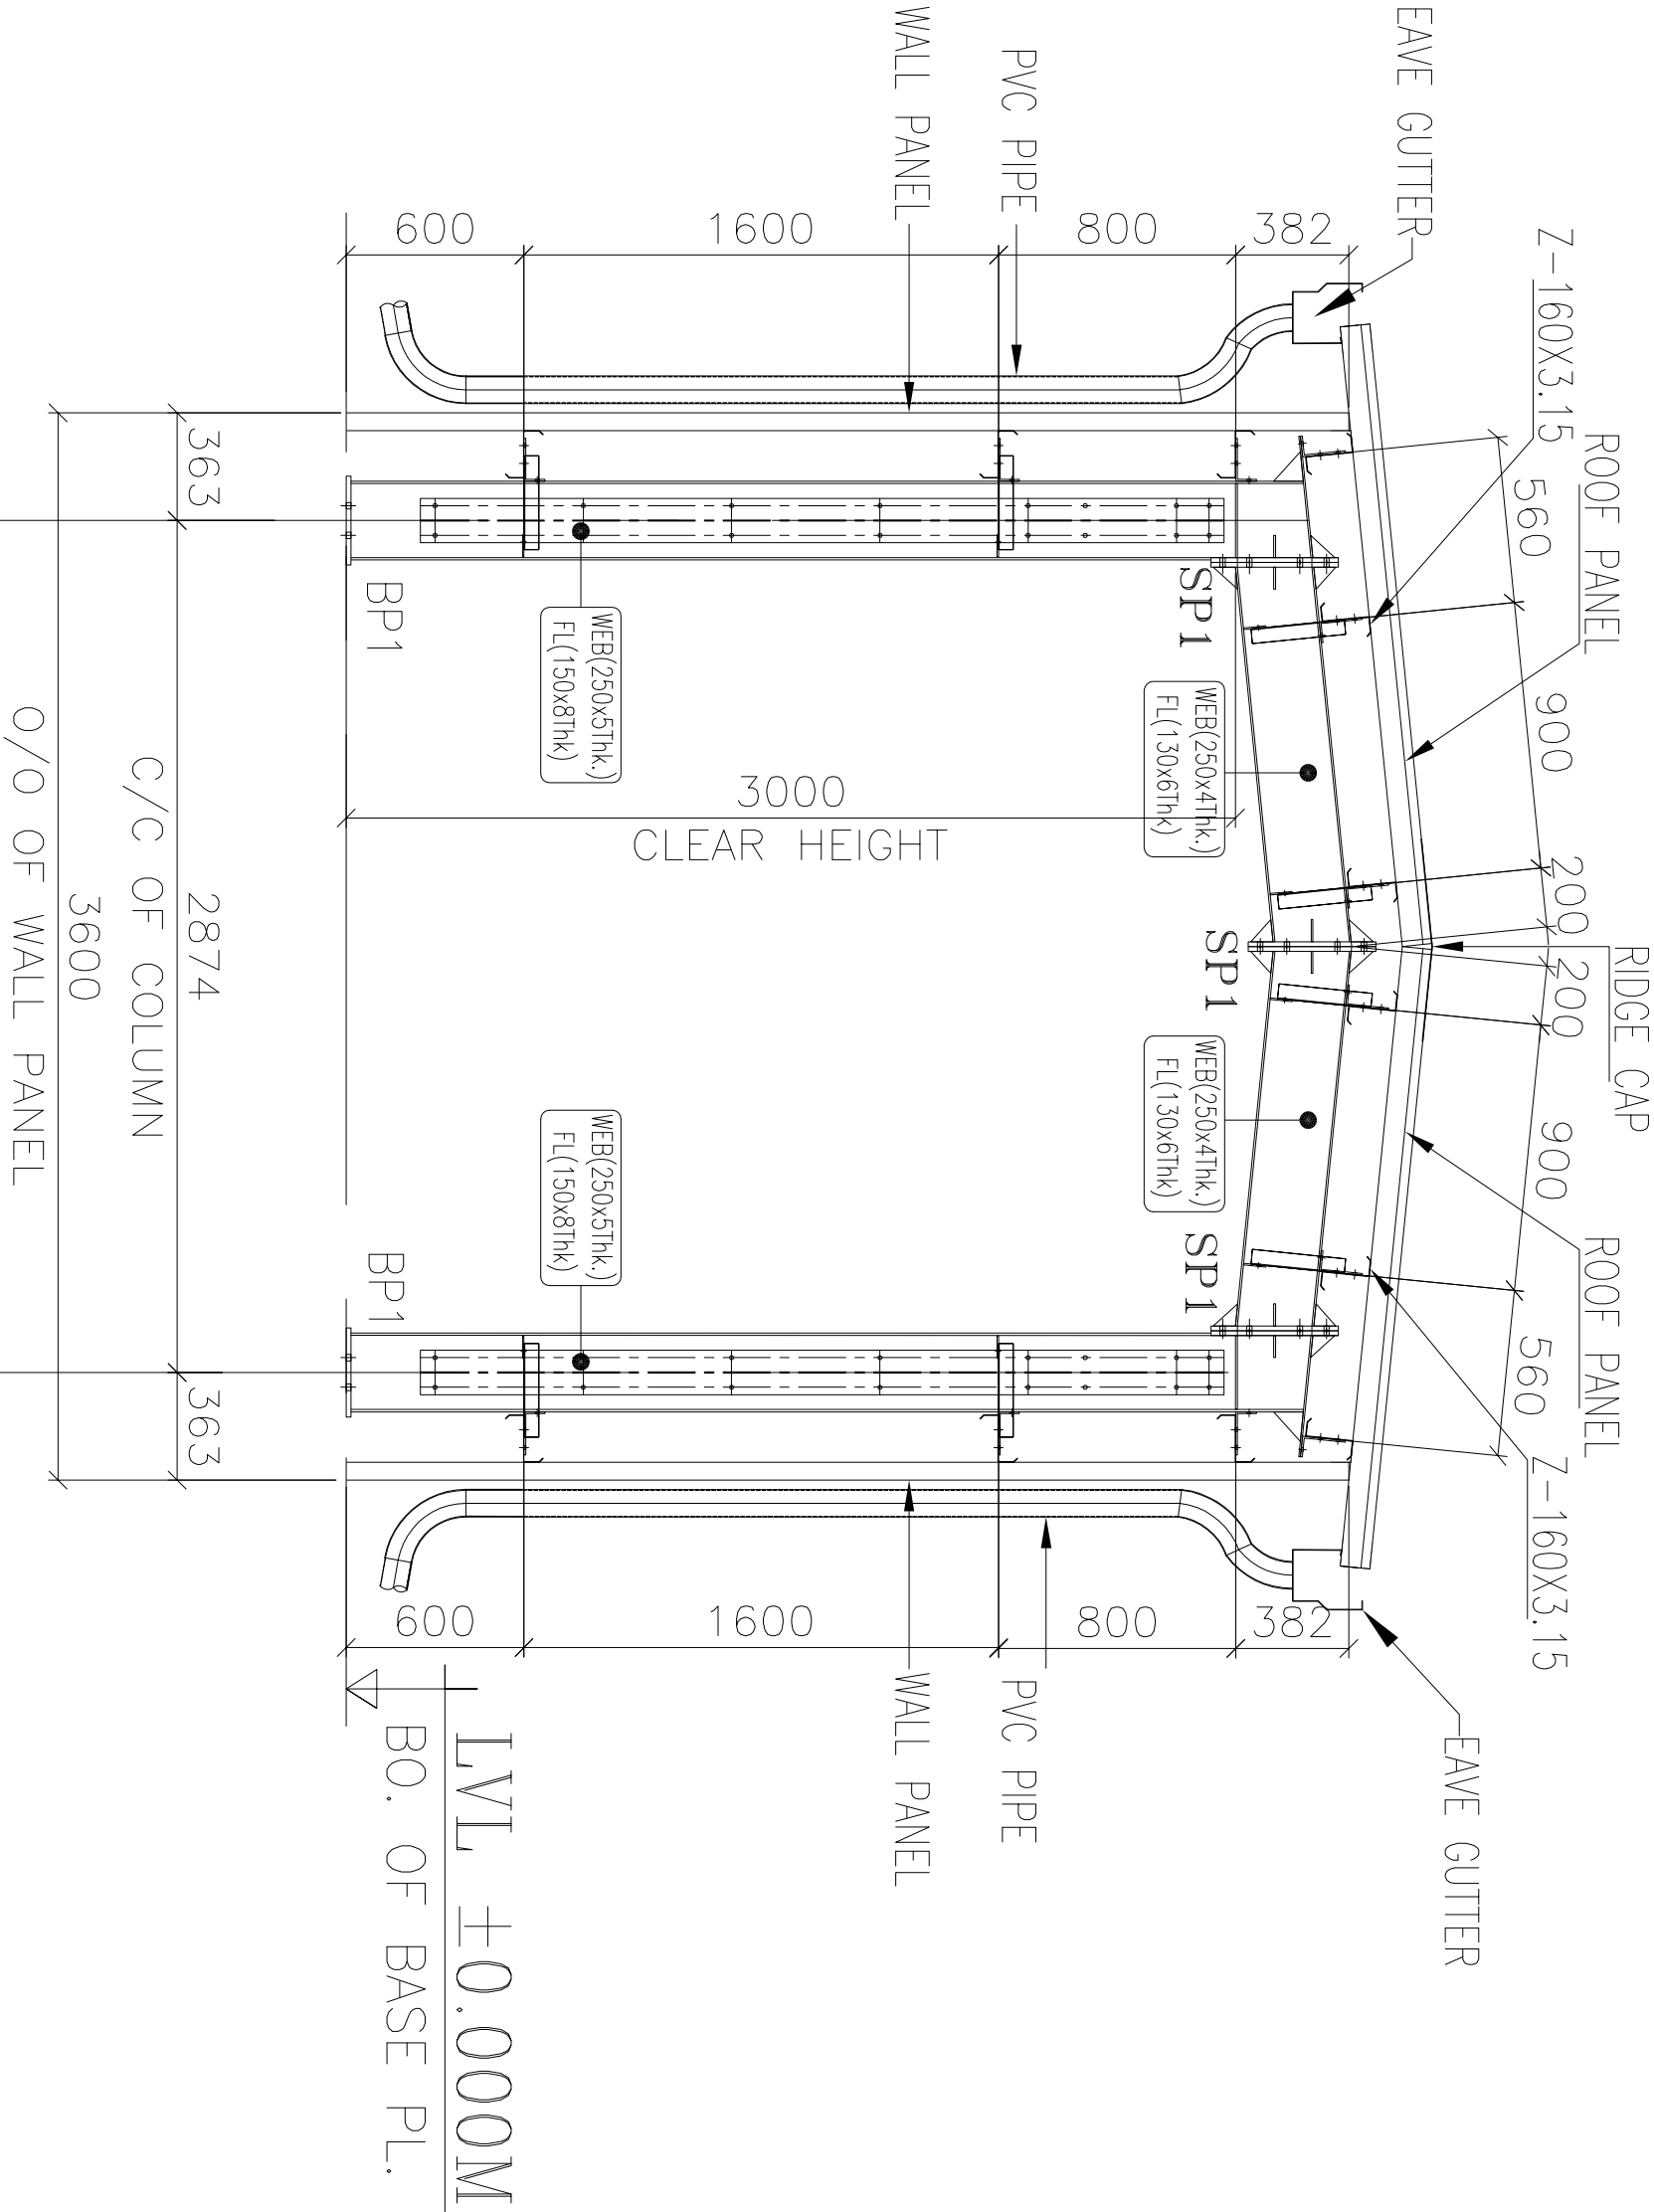 RIDGE CAP
ROOF PANEL
ROOF PANEL
Z-160X3.15
Z-160X3.15
560
900
200
200
900
560
EAVE GUTTER
EAVE GUTTER
382
382
SP1
SP1
SP1
WEB(250x4Thk.)
FL(130x6Thk)
WEB(250x4Thk.)
FL(130x6Thk)
800
800
PVC PIPE
PVC PIPE
WALL PANEL
WALL PANEL
3000
CLEAR HEIGHT
1600
1600
WEB(250x5Thk.)
FL(150x8Thk)
WEB(250x5Thk.)
FL(150x8Thk)
600
600
BP1
BP1
LVL ±0.000M
BO. OF BASE PL.
363
2874
363
C/C OF COLUMN
3600
O/O OF WALL PANEL